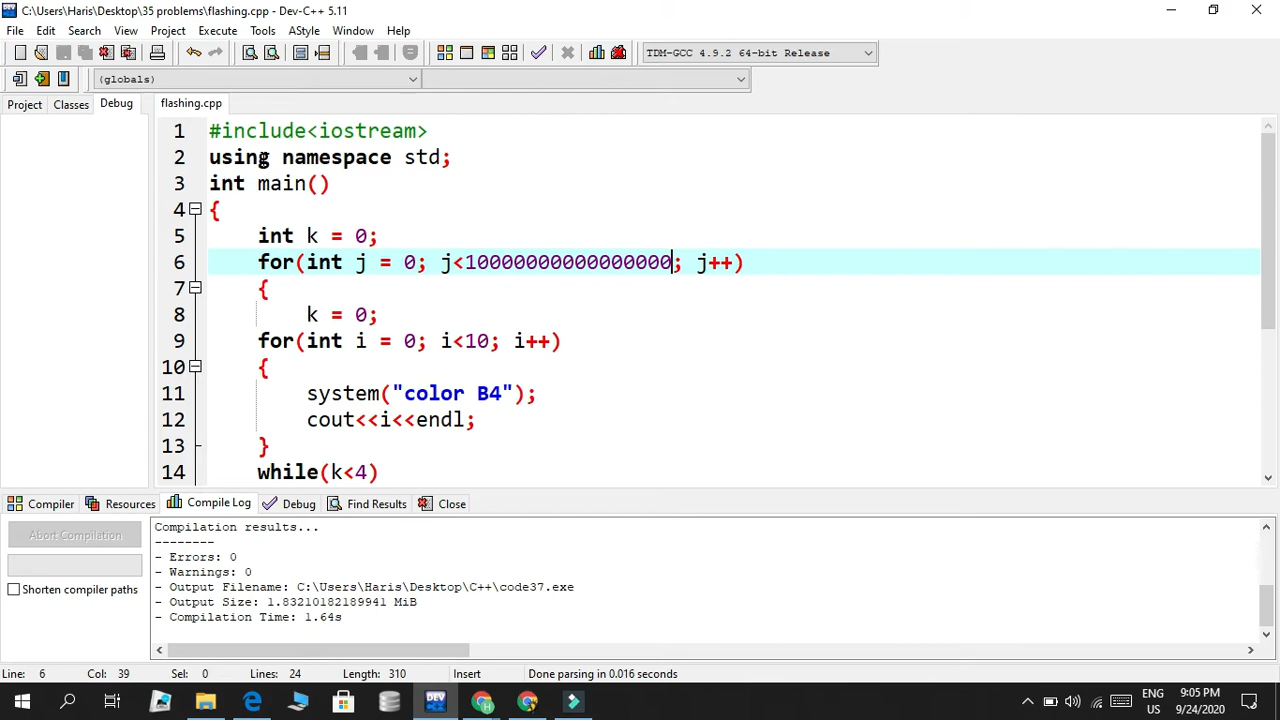 C:\Users\Haris\Desktop\35 problems\flashing.cpp - Dev-C++ 5.11
File Edit Search View Project Execute Tools AStyle Window Help
TDM-GCC 4.9.2 64-bit Release
(globals)
Project Classes Debug
flashing.cpp
1 #include<iostream>
2 using namespace std;
3 int main()
4 {
5 int k = 0;
6 for(int j = 0; j<10000000000000000; j++)
7 {
8 k = 0;
9 for(int i = 0; i<10; i++)
10 {
11 system("color B4");
12 cout<<i<<endl;
13 }
14 while(k<4)
Compiler Resources Compile Log Debug Find Results Close
Abort Compilation
Shorten compiler paths
Compilation results...
--------
- Errors: 0
- Warnings: 0
- Output Filename: C:\Users\Haris\Desktop\C++\code37.exe
- Output Size: 1.83210182189941 MiB
- Compilation Time: 1.64s
Line: 6 Col: 39 Sel: 0 Lines: 24 Length: 310 Insert Done parsing in 0.016 seconds
ENG
US
9:05 PM
9/24/2020